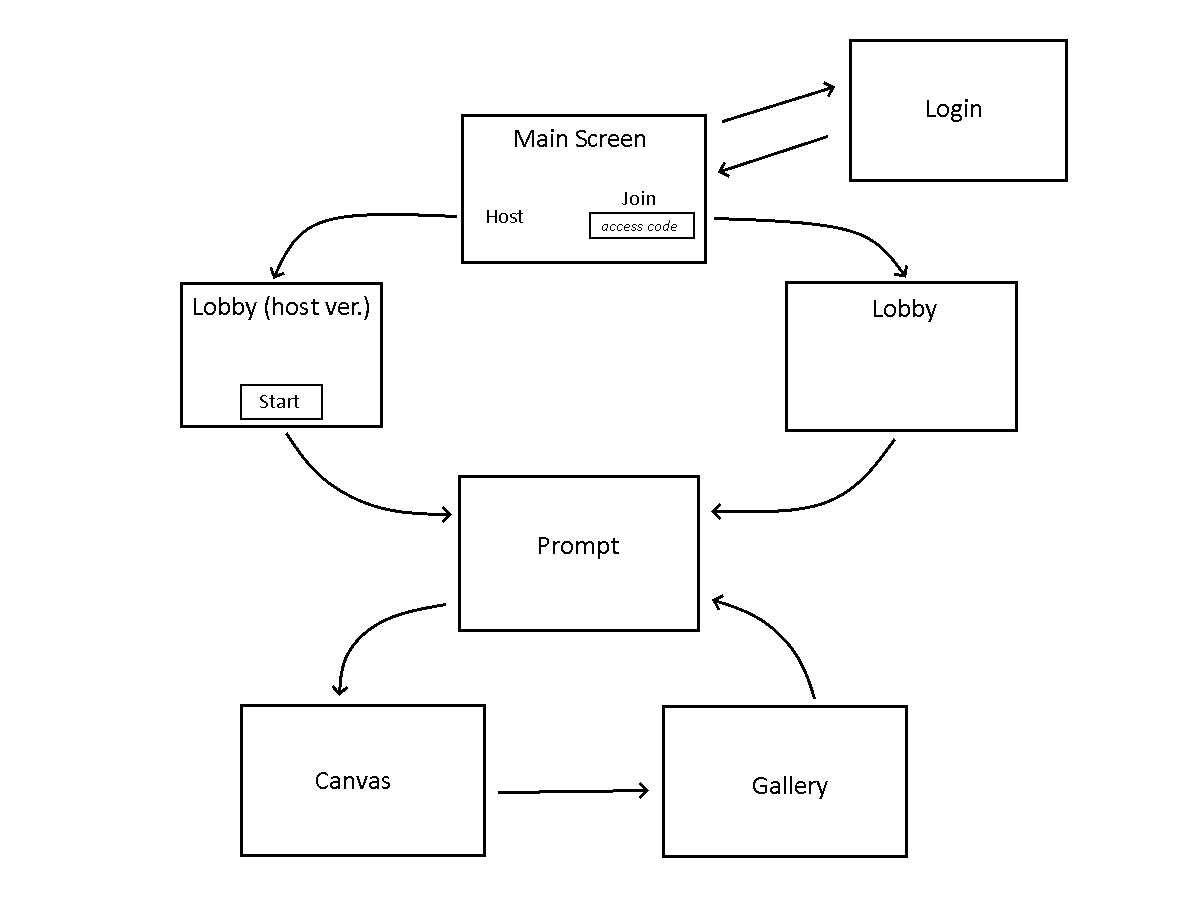 Login
Main Screen
Join
Host
access code
Lobby (host ver.)
Lobby
Start
Prompt
Canvas
Gallery